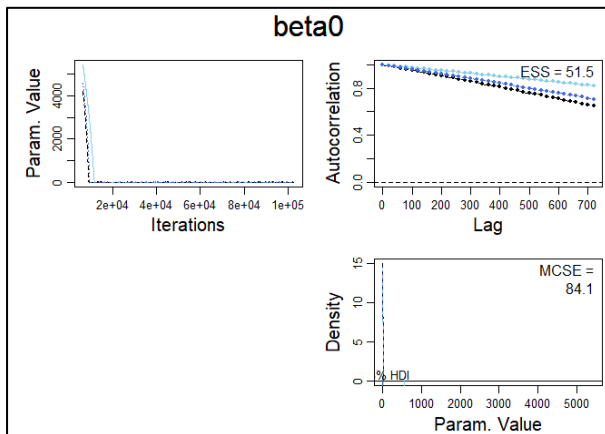 beta0
Param. Value
0
2000
4000
2e+04 4e+04 6e+04 8e+04 1e+05
Iterations
Autocorrelation
0.0
0.4
0.8
ESS = 51.5
0 100 200 300 400 500 600 700
Lag
Density
0
5
10
15
MCSE =
84.1
% HDI
0 1000 2000 3000 4000 5000
Param. Value